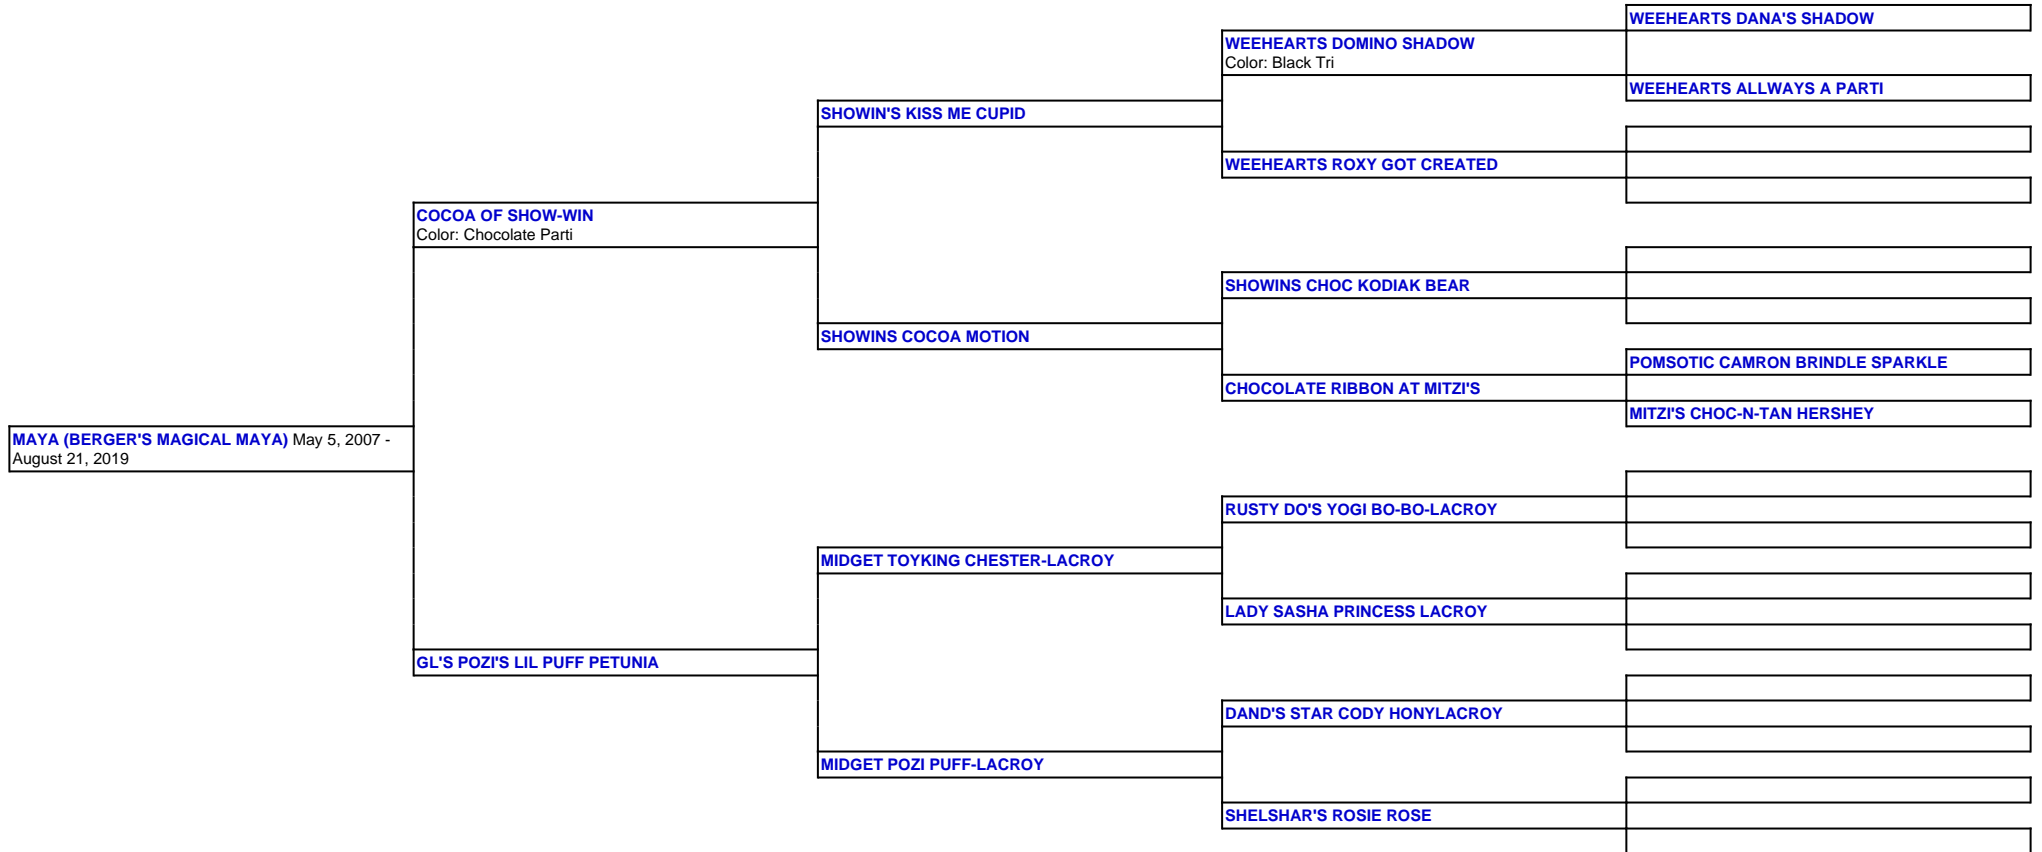 WEEHEARTS DANA'S SHADOW
WEEHEARTS DOMINO SHADOW
Color: Black Tri
WEEHEARTS ALLWAYS A PARTI
SHOWIN'S KISS ME CUPID
WEEHEARTS ROXY GOT CREATED
COCOA OF SHOW-WIN
Color: Chocolate Parti
SHOWINS CHOC KODIAK BEAR
SHOWINS COCOA MOTION
POMSOTIC CAMRON BRINDLE SPARKLE
CHOCOLATE RIBBON AT MITZI'S
MITZI'S CHOC-N-TAN HERSHEY
MAYA (BERGER'S MAGICAL MAYA) May 5, 2007 -
August 21, 2019
RUSTY DO'S YOGI BO-BO-LACROY
MIDGET TOYKING CHESTER-LACROY
LADY SASHA PRINCESS LACROY
GL'S POZI'S LIL PUFF PETUNIA
DAND'S STAR CODY HONYLACROY
MIDGET POZI PUFF-LACROY
SHELSHAR'S ROSIE ROSE